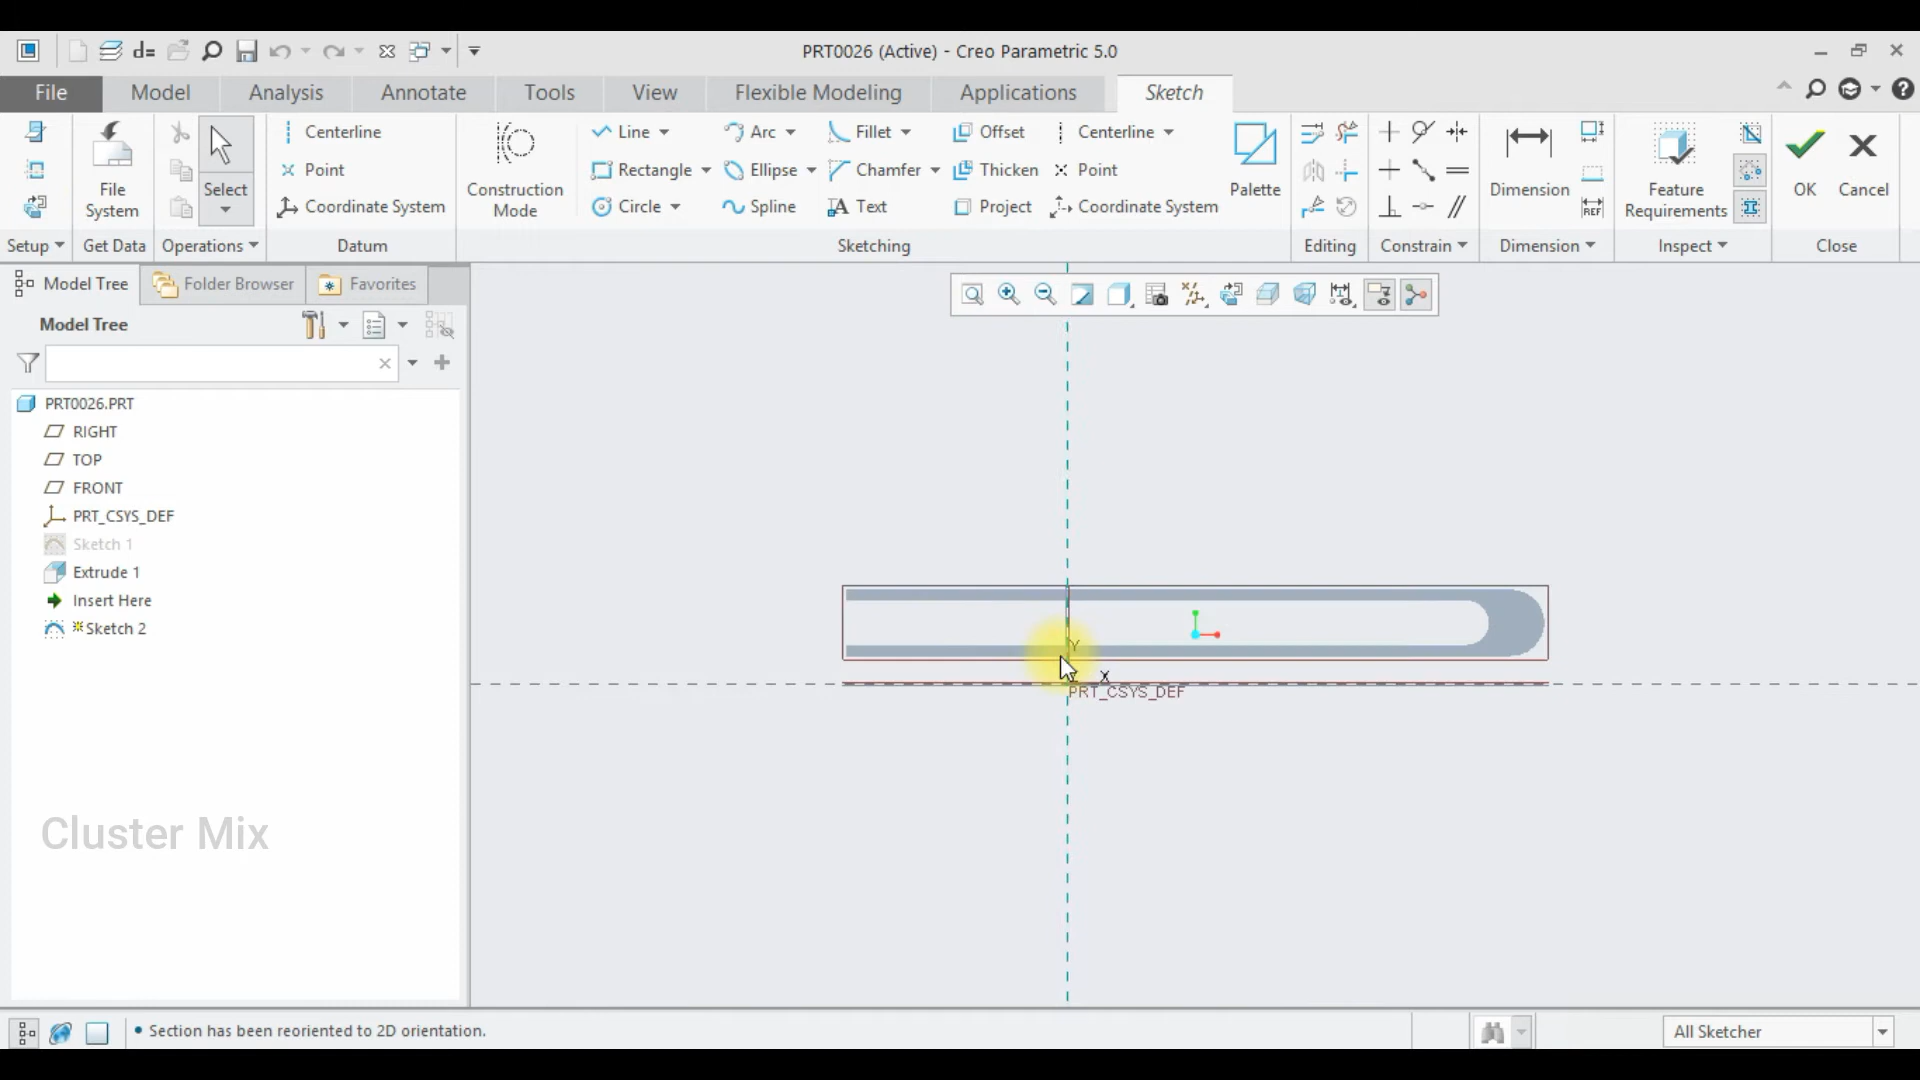 d=
PRT0026 (Active) - Creo Parametric 5.0
File Model Analysis Annotate Tools View Flexible Modeling Applications Sketch
Centerline
Line Arc Fillet Offset Centerline
Point
Rectangle Ellipse Chamfer Thicken Point
File System
Select
Construction Mode
Palette
Dimension
Feature Requirements
OK Cancel
Coordinate System
Circle Spline Text Project Coordinate System
REF
Setup Get Data Operations Datum Sketching Editing Constrain Dimension Inspect Close
Model Tree Folder Browser Favorites
Model Tree
PRT0026.PRT
RIGHT
TOP
FRONT
PRT_CSYS_DEF
Sketch 1
Extrude 1
Insert Here
Sketch 2
Y
X
PRT_CSYS_DEF
Cluster Mix
• Section has been reoriented to 2D orientation.
All Sketcher